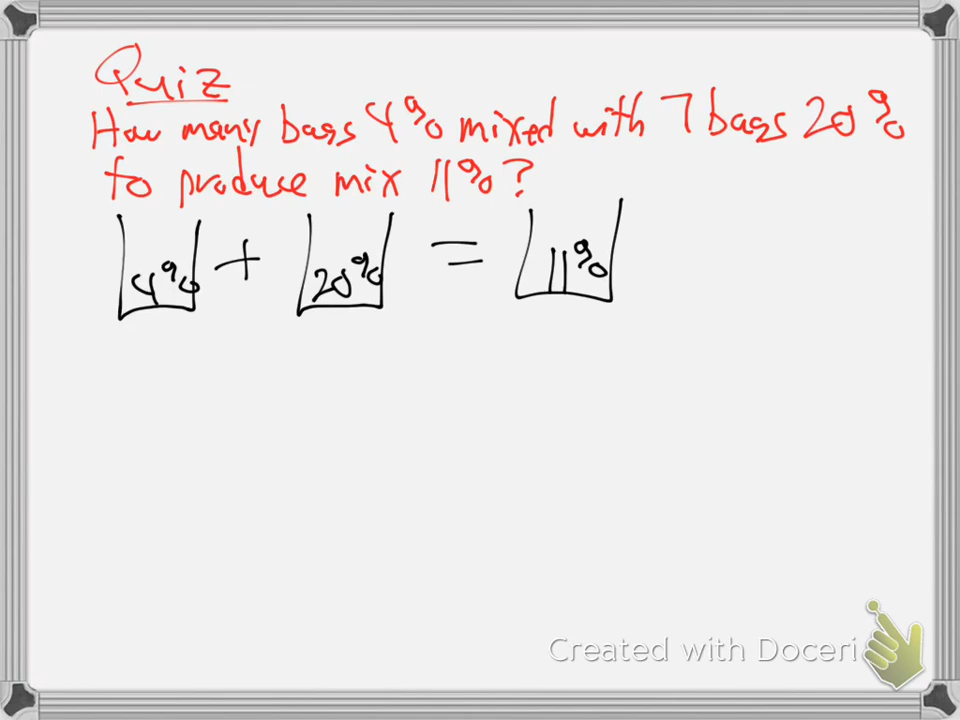 Quiz
How many bags 4% mixed with 7 bags 20%
to produce mix 11%?
4% + 20% = 11%
Created with Doceri